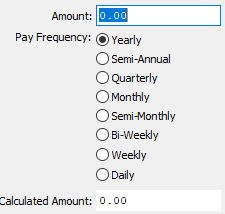 Amount: 0.00
Pay Frequency: Yearly
Semi-Annual
Quarterly
Monthly
Semi-Monthly
Bi-Weekly
Weekly
Daily
Calculated Amount: 0.00